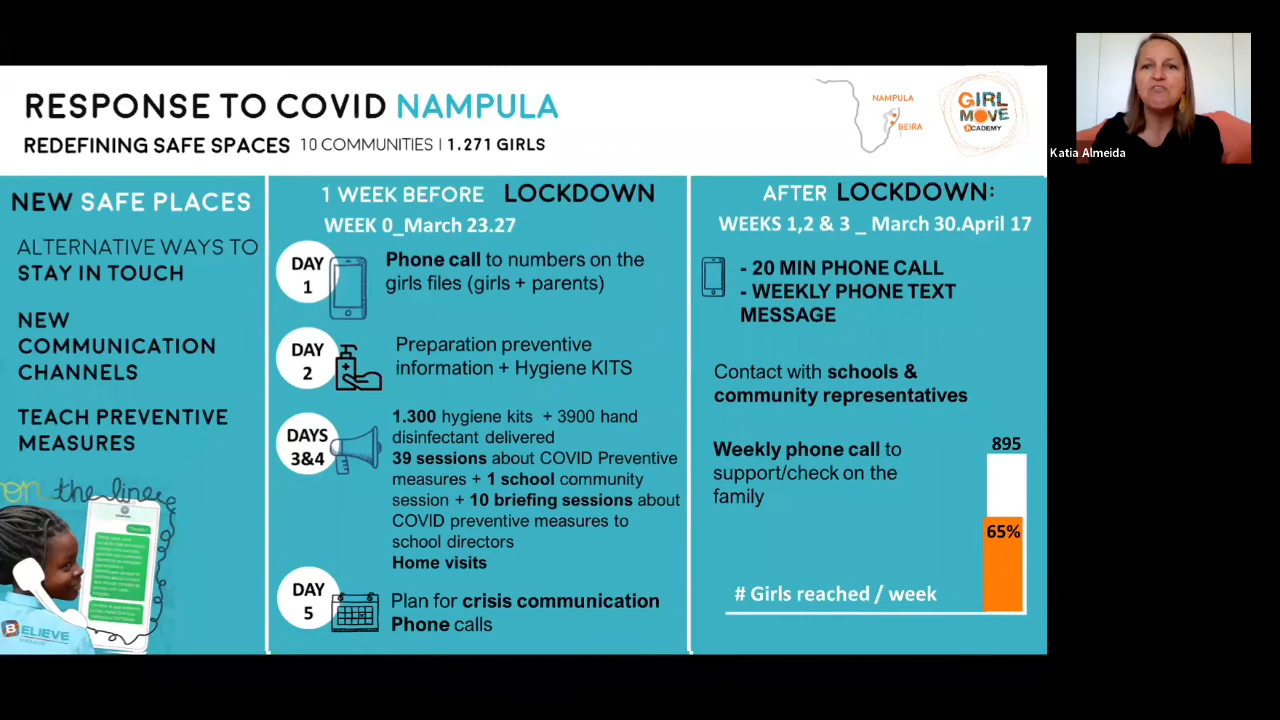 RESPONSE TO COVID NAMPULA
REDEFINING SAFE SPACES 10 COMMUNITIES | 1.271 GIRLS
NAMPULA
BEIRA
GIRL
MOVE
ACADEMY
Katia Almeida
NEW SAFE PLACES
ALTERNATIVE WAYS TO
STAY IN TOUCH
NEW
COMMUNICATION
CHANNELS
TEACH PREVENTIVE
MEASURES
on the line
BELIEVE
1 WEEK BEFORE LOCKDOWN
WEEK 0_March 23.27
DAY
1
Phone call to numbers on the
girls files (girls + parents)
DAY
2
Preparation preventive
information + Hygiene KITS
DAYS
3&4
1.300 hygiene kits + 3900 hand
disinfectant delivered
39 sessions about COVID Preventive
measures + 1 school community
session + 10 briefing sessions about
COVID preventive measures to
school directors
Home visits
DAY
5
Plan for crisis communication
Phone calls
AFTER LOCKDOWN:
WEEKS 1,2 & 3 _ March 30.April 17
- 20 MIN PHONE CALL
- WEEKLY PHONE TEXT
MESSAGE
Contact with schools &
community representatives
Weekly phone call to
support/check on the
family
895
65%
# Girls reached / week